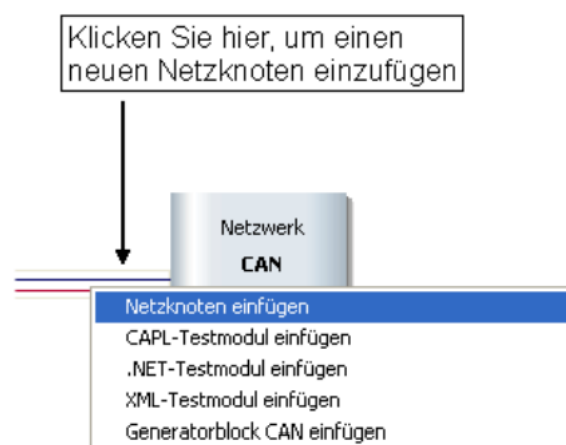 Klicken Sie hier, um einen
neuen Netzknoten einzufügen
Netzwerk
CAN
Netzknoten einfügen
CAPL-Testmodul einfügen
.NET-Testmodul einfügen
XML-Testmodul einfügen
Generatorblock CAN einfügen